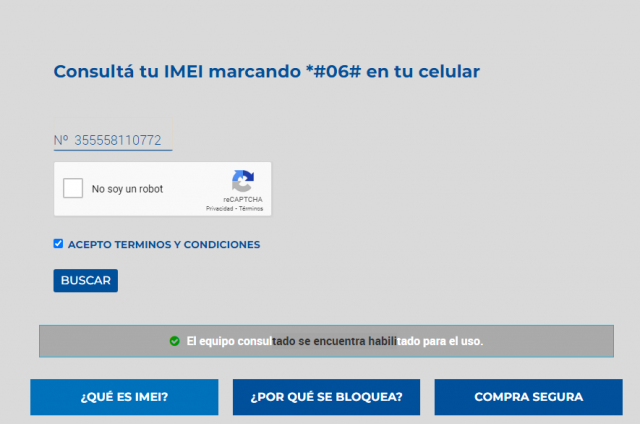 Consultá tu IMEI marcando *#06# en tu celular
Nº 355558110772
No soy un robot
reCAPTCHA
Privacidad - Términos
ACEPTO TERMINOS Y CONDICIONES
BUSCAR
El equipo consultado se encuentra habilitado para el uso.
¿QUÉ ES IMEI?
¿POR QUÉ SE BLOQUEA?
COMPRA SEGURA